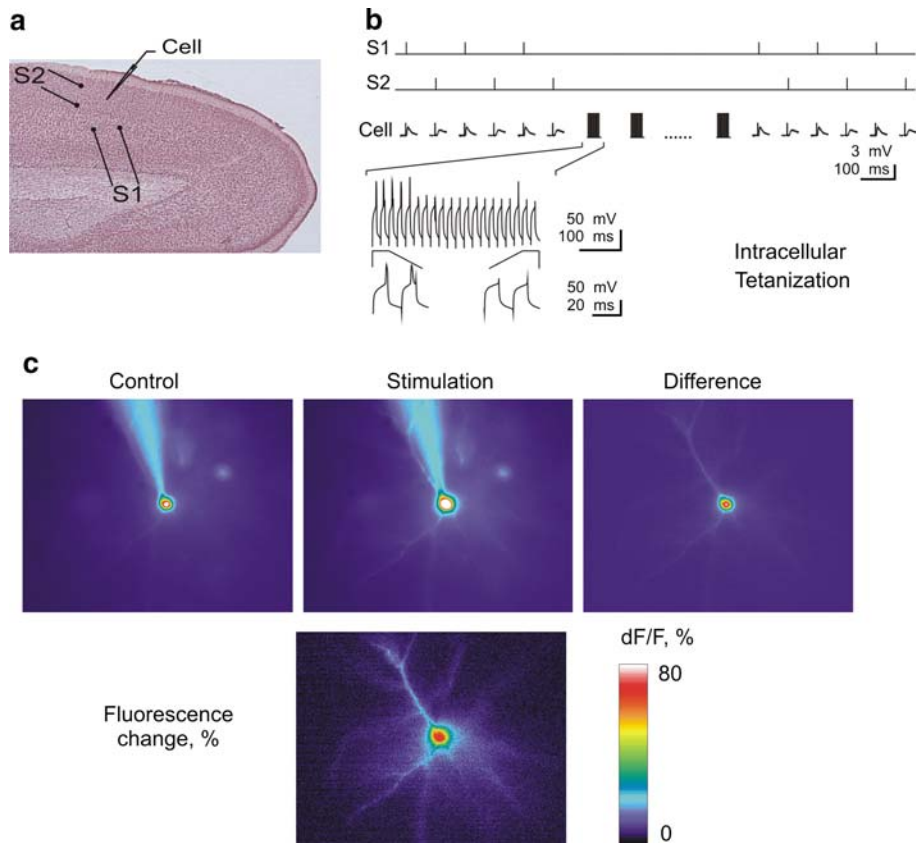 a
Cell
S2
S1
b
S1
S2
Cell
......
3 mV
100 ms
50 mV
100 ms
50 mV
20 ms
Intracellular
Tetanization
c
Control
Stimulation
Difference
Fluorescence
change, %
dF/F, %
80
0